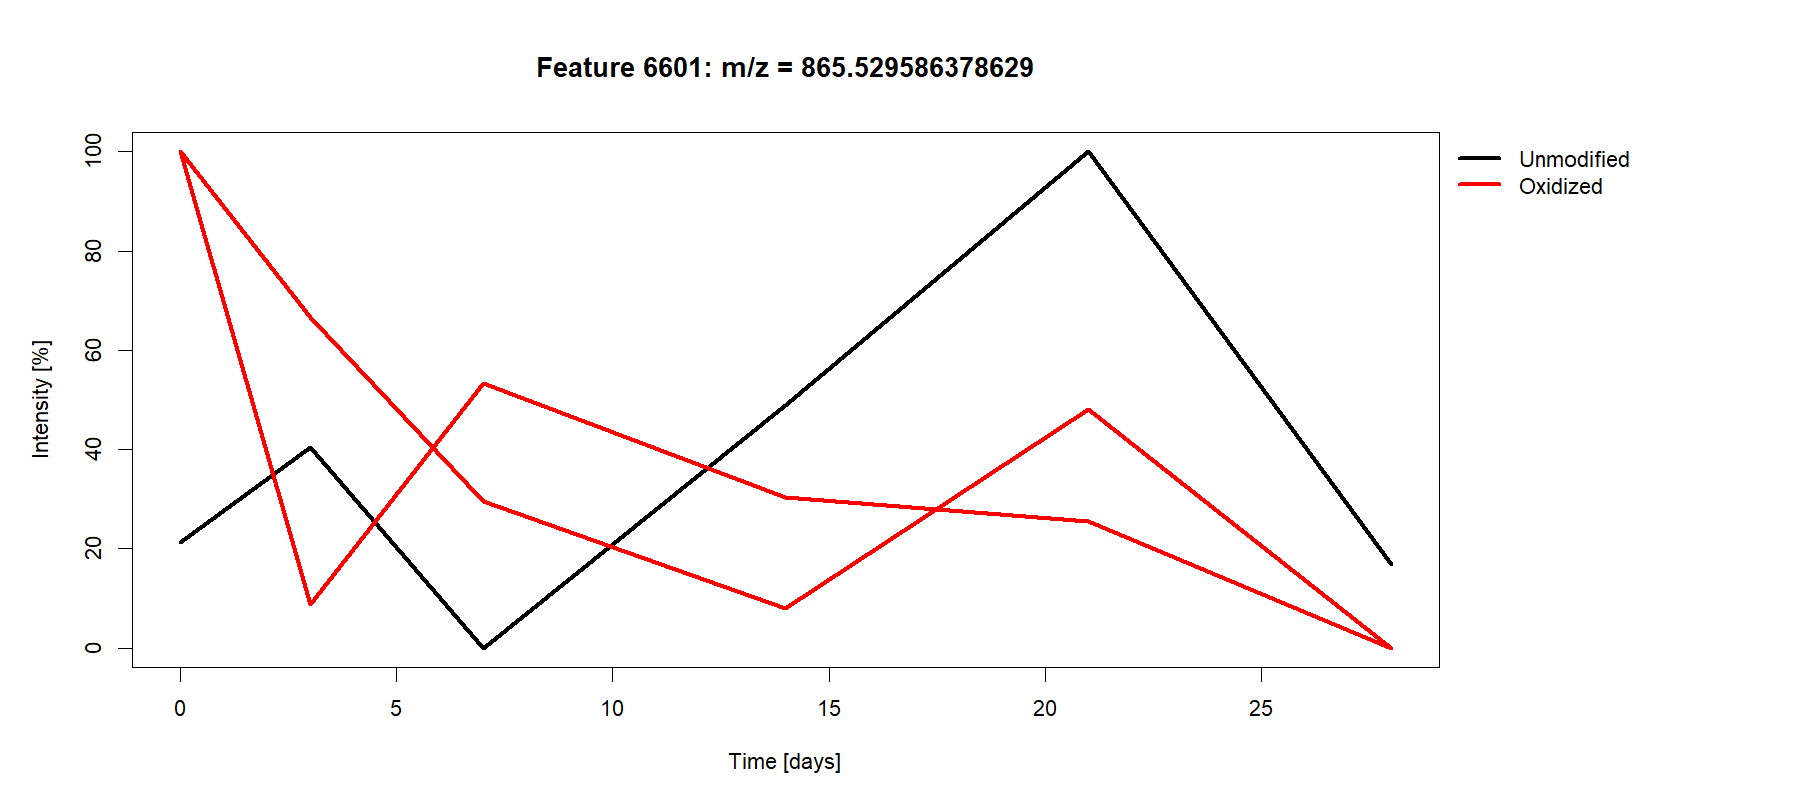 Feature 6601: m/z = 865.529586378629
Unmodified
Oxidized
Intensity [%]
100
80
60
40
20
0
0 5 10 15 20 25
Time [days]